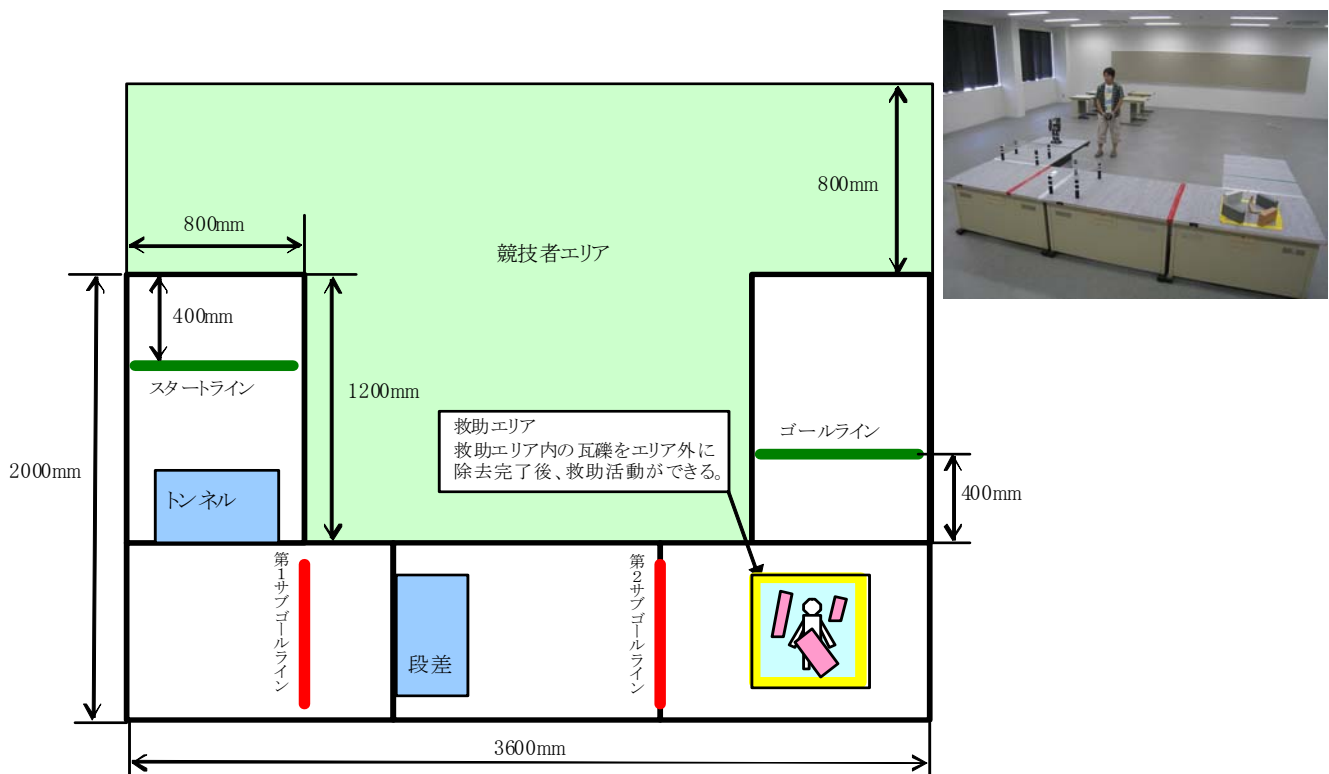 800mm
800mm
競技者エリア
400mm
スタートライン
1200mm
救助エリア
救助エリア内の瓦礫をエリア外に
除去完了後、救助活動ができる。
ゴールライン
2000mm
トンネル
400mm
第1サブゴールライン
第2サブゴールライン
段差
3600mm